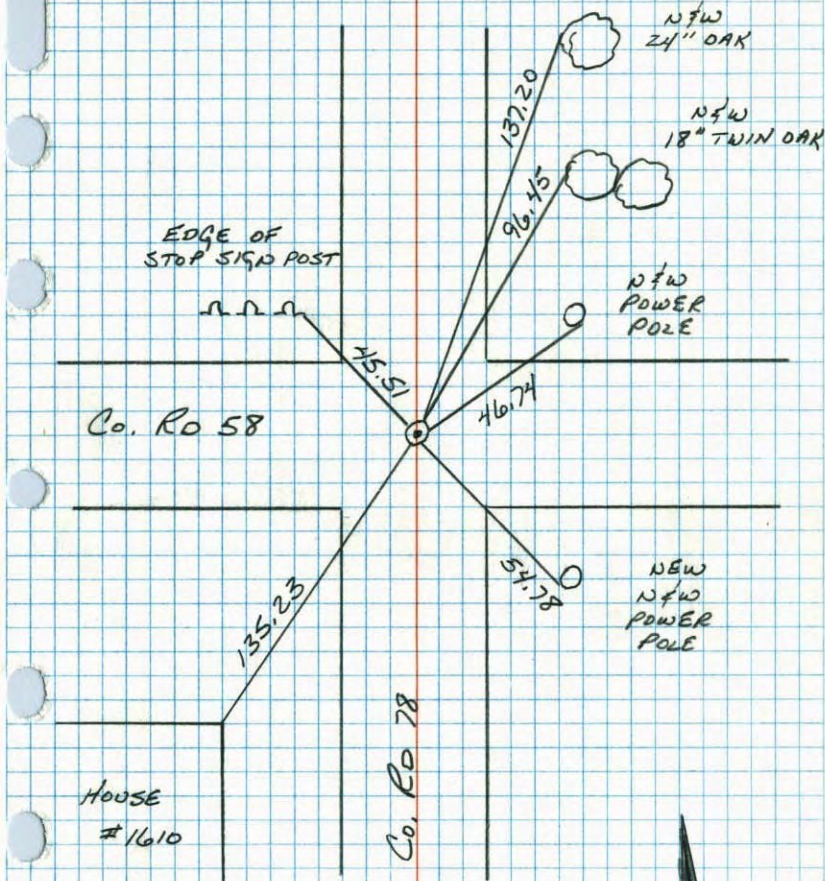 N&W
24" OAK
137.20
N&W
18" TWIN OAK
96.45
EDGE OF
STOP SIGN POST
N&W
POWER
POLE
45.51
46.74
Co. RD 58
54.78
NEW
N&W
POWER
POLE
135.23
Co. RD 78
HOUSE
#1610